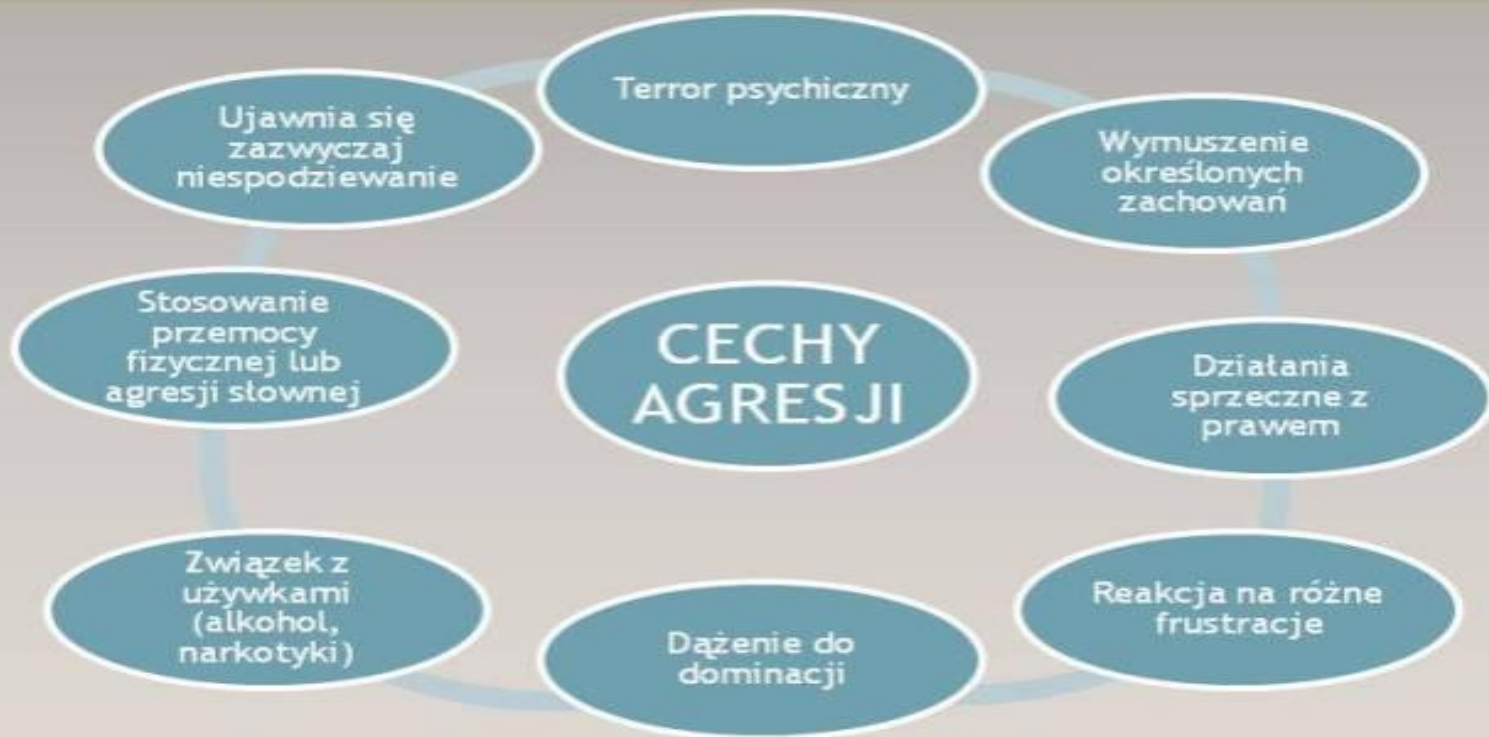 Terror psychiczny
Wymuszenie
określonych
zachowań
Działania
sprzeczne z
prawem
Reakcja na różne
frustracje
Dążenie do
dominacji
Związek z
używkami
(alkohol,
narkotyki)
Stosowanie
przemocy
fizycznej lub
agresji słownej
Ujawnia się
zazwyczaj
niespodziewanie
CECHY
AGRESJI